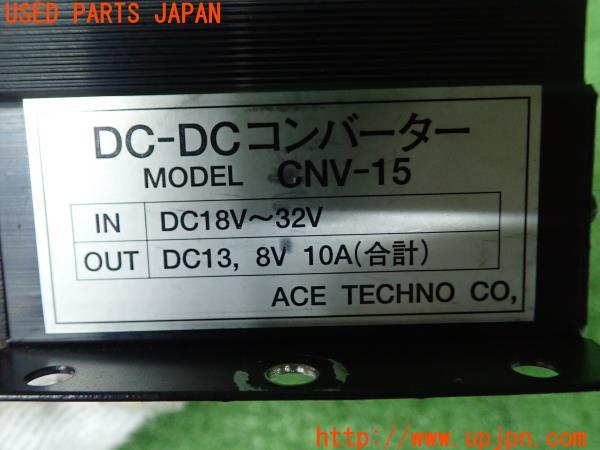 USED PARTS JAPAN
DC-DCコンバーター
MODEL CNV-15
IN DC18V～32V
OUT DC13, 8V 10A(合計)
ACE TECHNO CO,
http://www.upjpn.com/